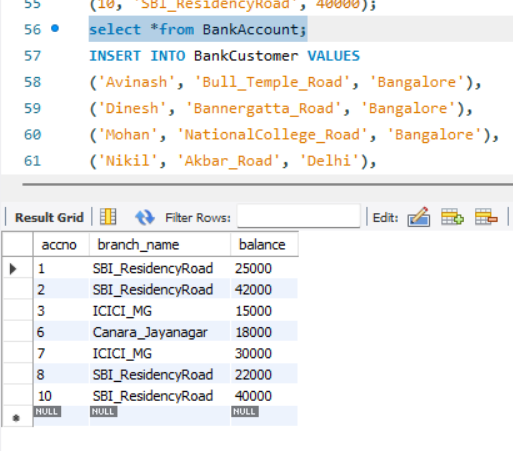 55 (10, 'SBI_ResidencyRoad', 40000);
56 select *from BankAccount;
57 INSERT INTO BankCustomer VALUES
58 ('Avinash', 'Bull_Temple_Road', 'Bangalore'),
59 ('Dinesh', 'Bannergatta_Road', 'Bangalore'),
60 ('Mohan', 'NationalCollege_Road', 'Bangalore'),
61 ('Nikil', 'Akbar_Road', 'Delhi'),
Result Grid Filter Rows: Edit:
accno branch_name balance
1 SBI_ResidencyRoad 25000
2 SBI_ResidencyRoad 42000
3 ICICI_MG 15000
6 Canara_Jayanagar 18000
7 ICICI_MG 30000
8 SBI_ResidencyRoad 22000
10 SBI_ResidencyRoad 40000
NULL NULL NULL